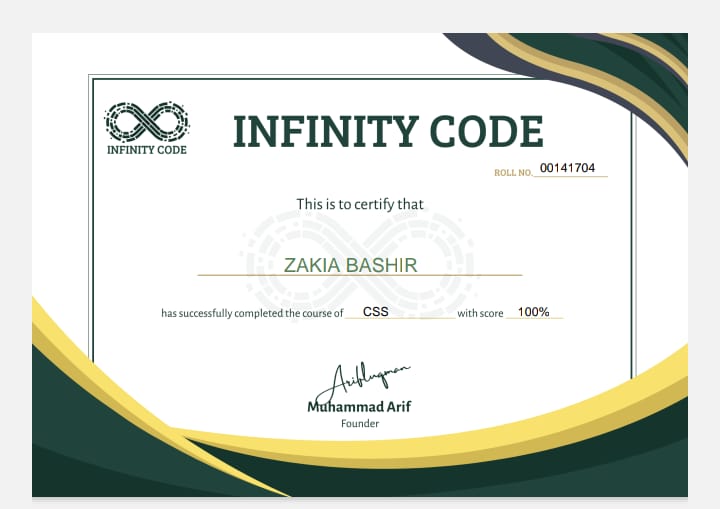 INFINITY CODE
INFINITY CODE
ROLL NO. 00141704
This is to certify that
ZAKIA BASHIR
has successfully completed the course of CSS with score 100%
Arifluqman
Muhammad Arif
Founder